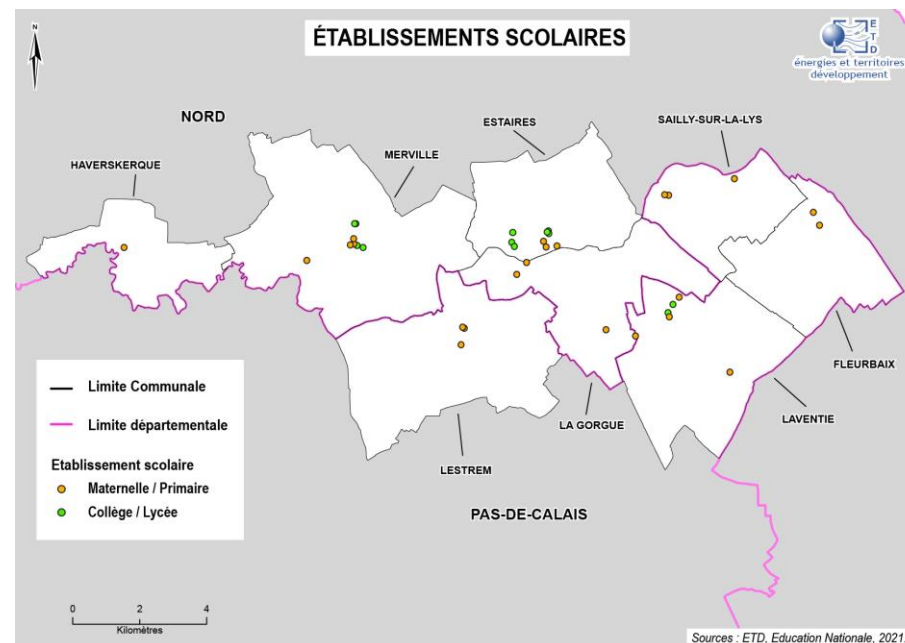 N
ÉTABLISSEMENTS SCOLAIRES
E
T
D
énergies et territoires
développement
NORD
ESTAIRES
SAILLY-SUR-LA-LYS
HAVERSKERQUE
MERVILLE
FLEURBAIX
LAVENTIE
LA GORGUE
LESTREM
PAS-DE-CALAIS
Limite Communale
Limite départementale
Etablissement scolaire
Maternelle / Primaire
Collège / Lycée
0 2 4
Kilomètres
Sources : ETD, Education Nationale, 2021.